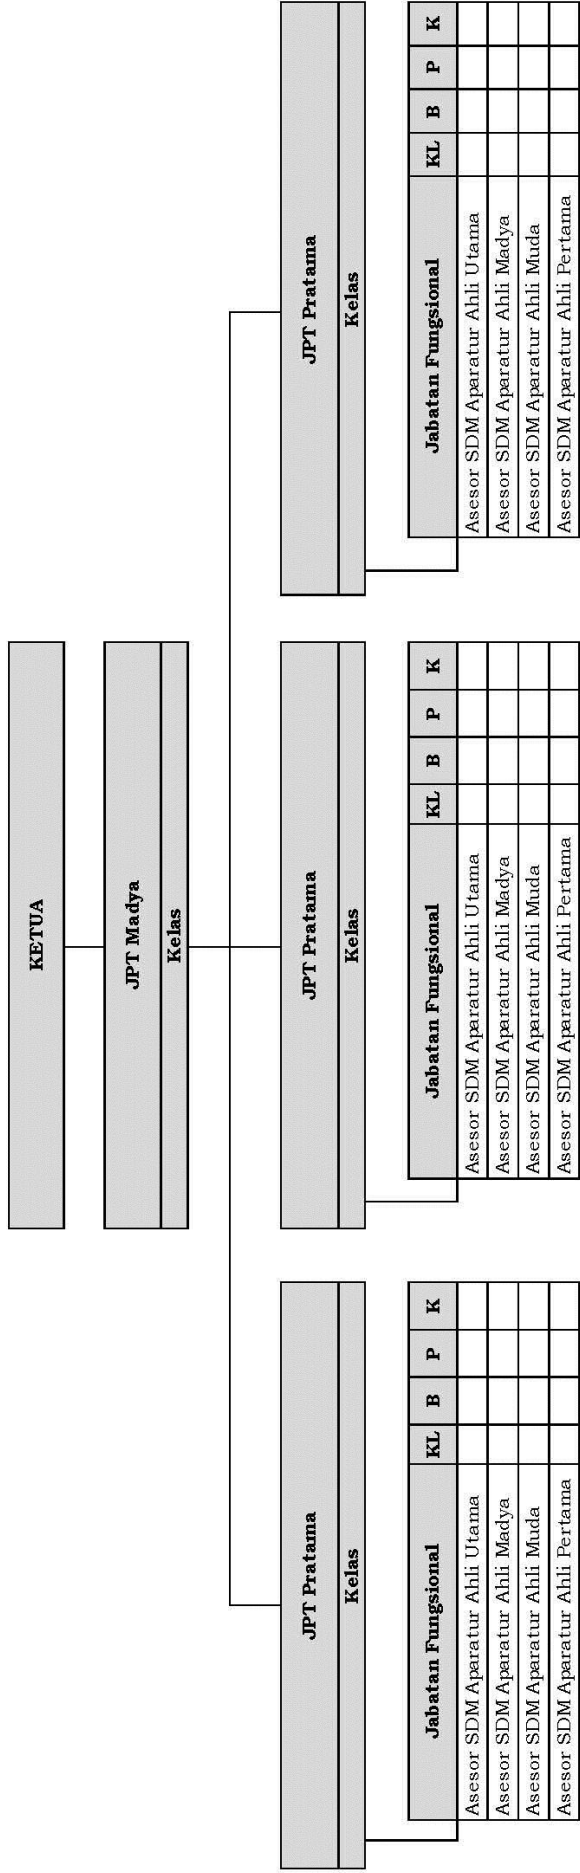 KETUA
JPT Madya
Kelas
JPT Pratama
Kelas
Jabatan Fungsional KL B P K
Asesor SDM Aparatur Ahli Utama
Asesor SDM Aparatur Ahli Madya
Asesor SDM Aparatur Ahli Muda
Asesor SDM Aparatur Ahli Pertama
JPT Pratama
Kelas
Jabatan Fungsional KL B P K
Asesor SDM Aparatur Ahli Utama
Asesor SDM Aparatur Ahli Madya
Asesor SDM Aparatur Ahli Muda
Asesor SDM Aparatur Ahli Pertama
JPT Pratama
Kelas
Jabatan Fungsional KL B P K
Asesor SDM Aparatur Ahli Utama
Asesor SDM Aparatur Ahli Madya
Asesor SDM Aparatur Ahli Muda
Asesor SDM Aparatur Ahli Pertama